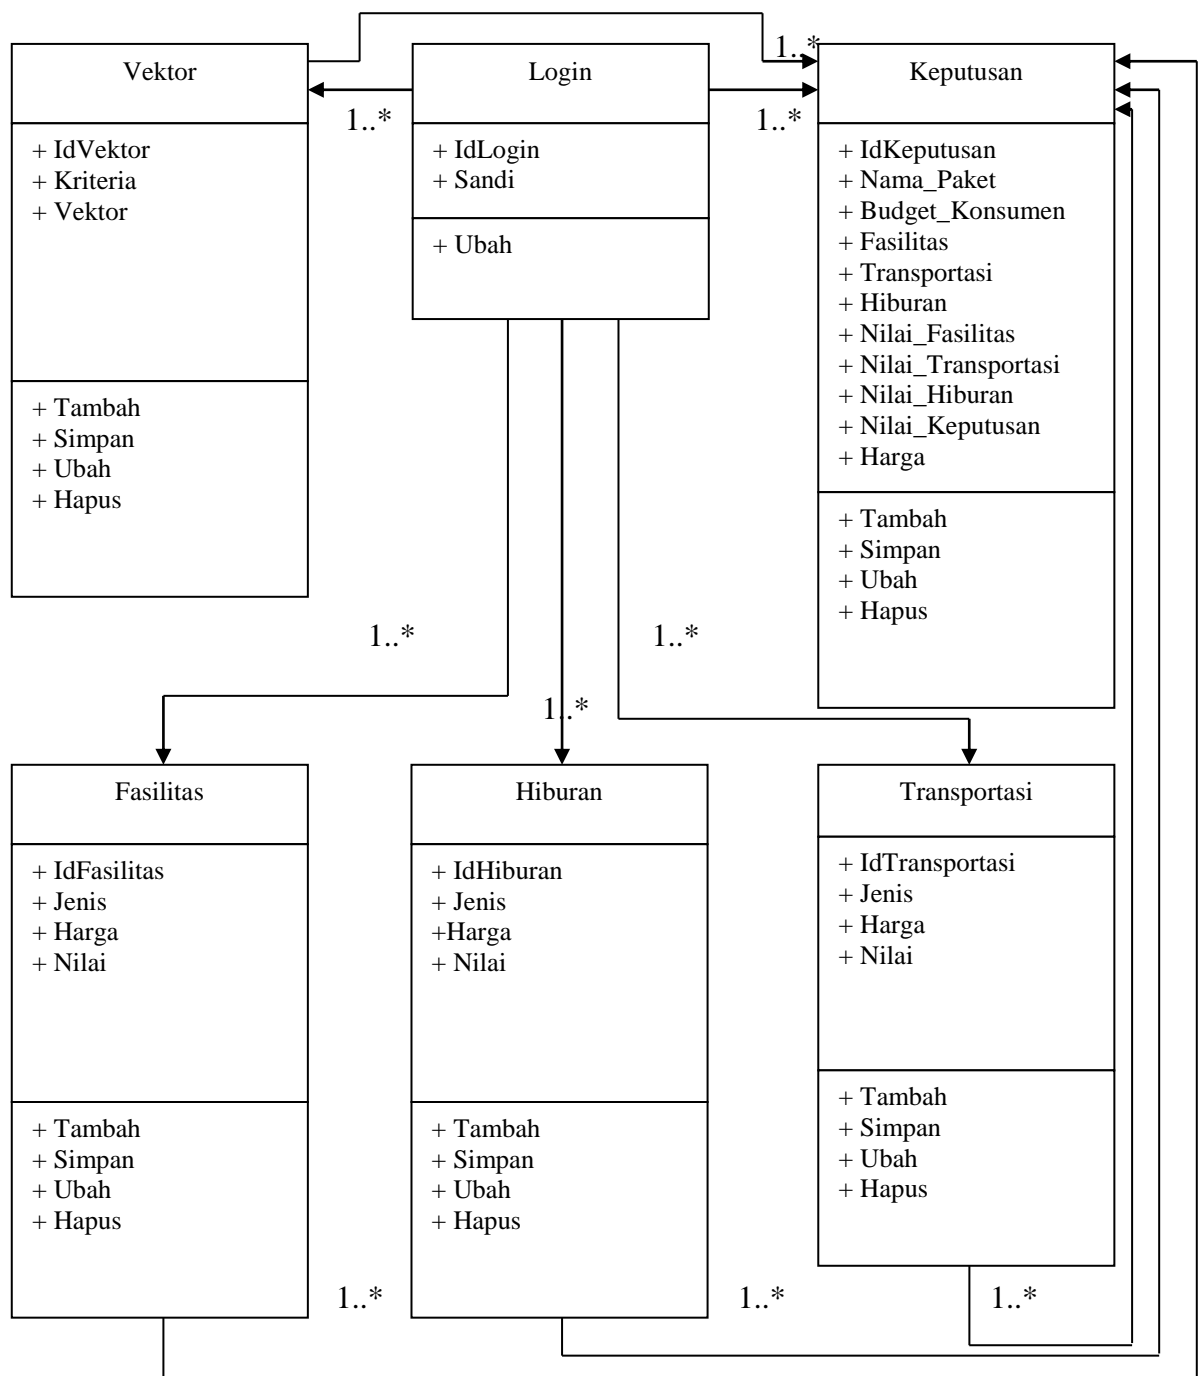 Vektor
+ IdVektor
+ Kriteria
+ Vektor
+ Tambah
+ Simpan
+ Ubah
+ Hapus
1..*
Login
+ IdLogin
+ Sandi
+ Ubah
1..*
1..*
Keputusan
+ IdKeputusan
+ Nama_Paket
+ Budget_Konsumen
+ Fasilitas
+ Transportasi
+ Hiburan
+ Nilai_Fasilitas
+ Nilai_Transportasi
+ Nilai_Hiburan
+ Nilai_Keputusan
+ Harga
+ Tambah
+ Simpan
+ Ubah
+ Hapus
1..*
1..*
1..*
Fasilitas
+ IdFasilitas
+ Jenis
+ Harga
+ Nilai
+ Tambah
+ Simpan
+ Ubah
+ Hapus
1..*
Hiburan
+ IdHiburan
+ Jenis
+Harga
+ Nilai
+ Tambah
+ Simpan
+ Ubah
+ Hapus
1..*
Transportasi
+ IdTransportasi
+ Jenis
+ Harga
+ Nilai
+ Tambah
+ Simpan
+ Ubah
+ Hapus
1..*